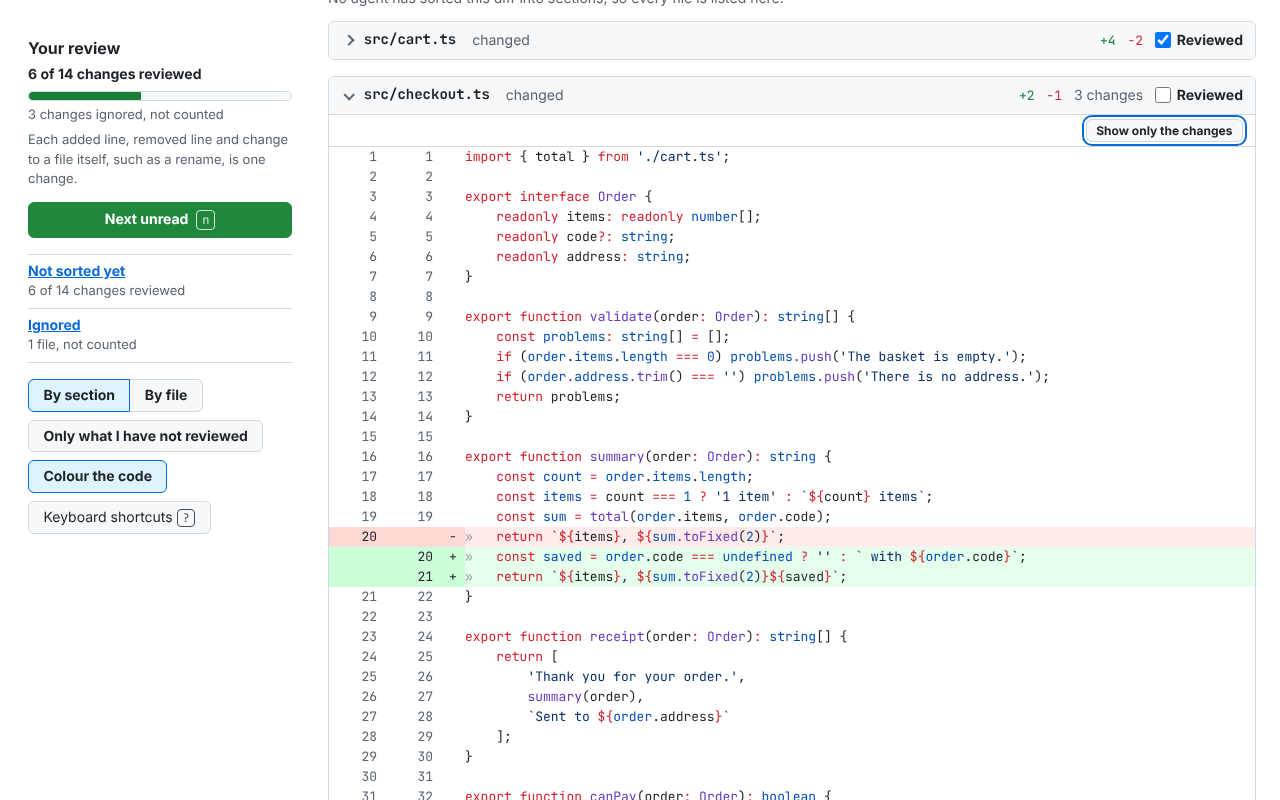 No agent has sorted this diff into sections, so every file is listed here.
Your review
6 of 14 changes reviewed
3 changes ignored, not counted
Each added line, removed line and change
to a file itself, such as a rename, is one
change.
Next unread n
Not sorted yet
6 of 14 changes reviewed
Ignored
1 file, not counted
By section By file
Only what I have not reviewed
Colour the code
Keyboard shortcuts ?
src/cart.ts changed +4 -2 Reviewed
src/checkout.ts changed +2 -1 3 changes Reviewed
Show only the changes
1 1 import { total } from './cart.ts';
2 2
3 3 export interface Order {
4 4     readonly items: readonly number[];
5 5     readonly code?: string;
6 6     readonly address: string;
7 7 }
8 8
9 9 export function validate(order: Order): string[] {
10 10     const problems: string[] = [];
11 11     if (order.items.length === 0) problems.push('The basket is empty.');
12 12     if (order.address.trim() === '') problems.push('There is no address.');
13 13     return problems;
14 14 }
15 15
16 16 export function summary(order: Order): string {
17 17     const count = order.items.length;
18 18     const items = count === 1 ? '1 item' : `${count} items`;
19 19     const sum = total(order.items, order.code);
20 - »   return `${items}, ${sum.toFixed(2)}`;
20 + »   const saved = order.code === undefined ? '' : ` with ${order.code}`;
21 + »   return `${items}, ${sum.toFixed(2)}${saved}`;
21 22 }
22 23
23 24 export function receipt(order: Order): string[] {
24 25     return [
25 26         'Thank you for your order.',
26 27         summary(order),
27 28         `Sent to ${order.address}`
28 29     ];
29 30 }
30 31
31 32 export function canPay(order: Order): boolean {